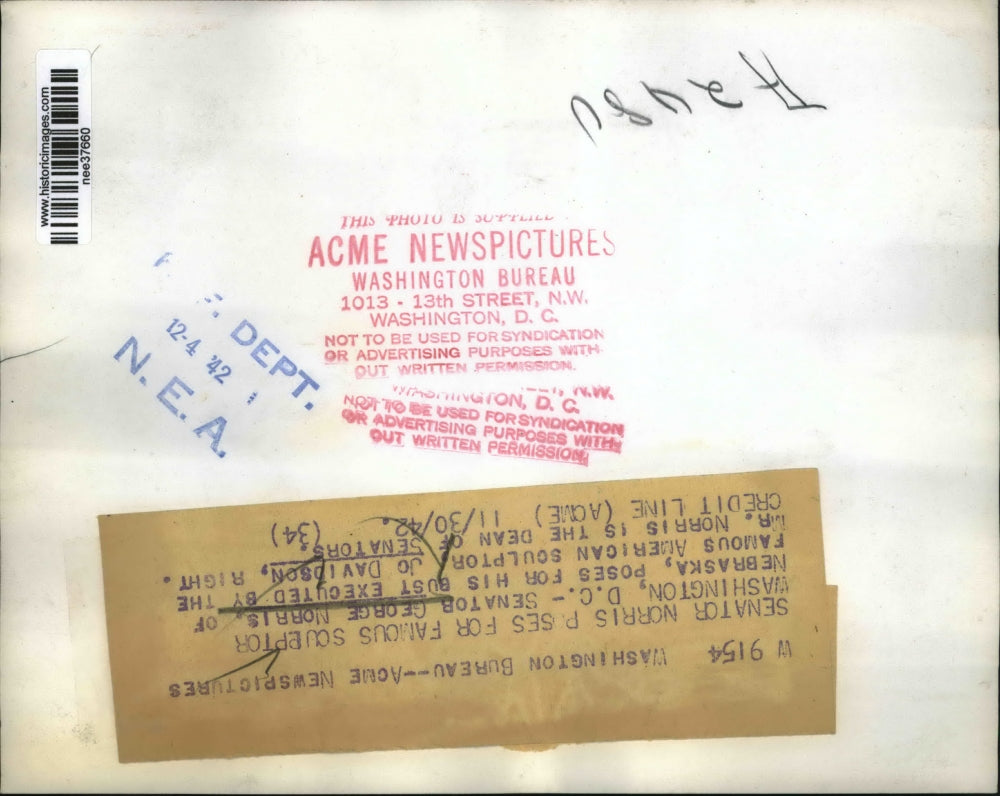 www.historicimages.com
nee37660
THIS PHOTO IS SUPPLIED
ACME NEWSPICTURES
WASHINGTON BUREAU
1013 - 13th STREET, N.W.
WASHINGTON, D. C.
NOT TO BE USED FOR SYNDICATION
OR ADVERTISING PURPOSES WITH-
OUT WRITTEN PERMISSION.
N.W.
WASHINGTON, D. C.
NOT TO BE USED FOR SYNDICATION
OR ADVERTISING PURPOSES WITH-
OUT WRITTEN PERMISSION.
DEPT.
12-4 '42
N. E. A.
W 9154 WASHINGTON BUREAU--ACME NEWSPICTURES
SENATOR NORRIS POSES FOR FAMOUS SCULPTOR
WASHINGTON, D.C.- SENATOR GEORGE NORRIS, OF
NEBRASKA, POSES FOR HIS BUST EXECUTED BY THE
FAMOUS AMERICAN SCULPTOR, JO DAVIDSON, RIGHT.
MR. NORRIS IS THE DEAN OF SENATORS.
CREDIT LINE (ACME) 11/30/42. (34)